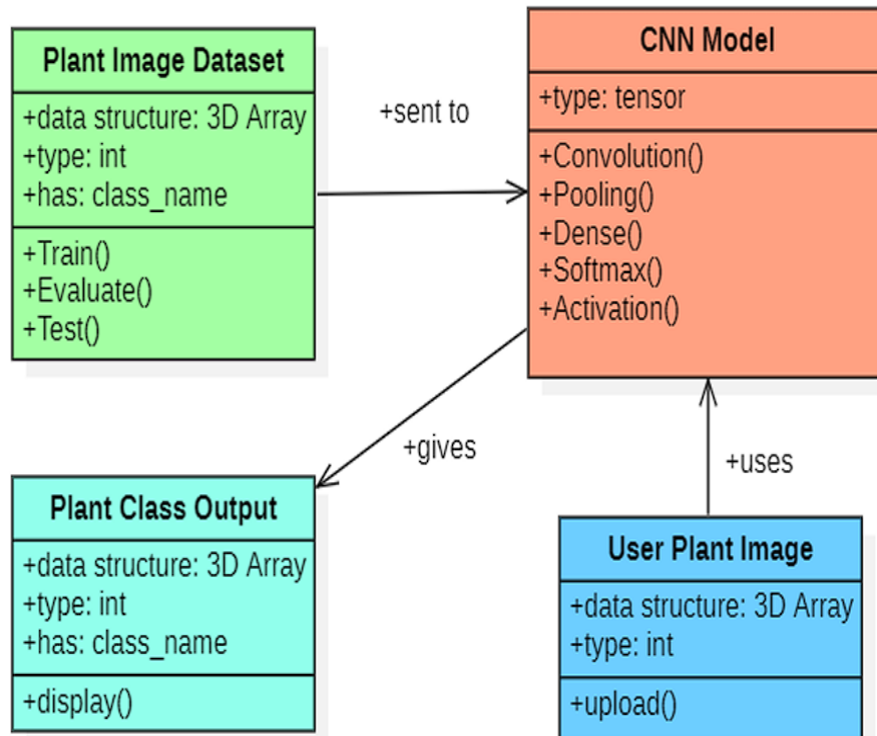 Plant Image Dataset
+data structure: 3D Array
+type: int
+has: class_name
+Train()
+Evaluate()
+Test()
+sent to
CNN Model
+type: tensor
+Convolution()
+Pooling()
+Dense()
+Softmax()
+Activation()
+gives
+uses
Plant Class Output
+data structure: 3D Array
+type: int
+has: class_name
+display()
User Plant Image
+data structure: 3D Array
+type: int
+upload()